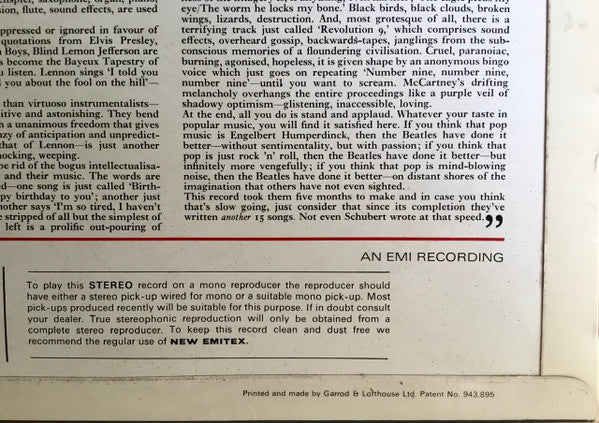 sion, flute, sound effects, are used
ppressed or ignored in favour of
quotations from Elvis Presley,
Boys, Blind Lemon Jefferson are
s become the Bayeux Tapestry of
u listen. Lennon sings 'I told you
you about the fool on the hill'—
than virtuoso instrumentalists—
itive and astonishing. They bend
a unanimous freedom that gives
nzy of anticipation and unpredict-
that of Lennon—is just another
mocking, weeping.
be rid of the bogus intellectualisa-
and their music. The words are
ed—one song is just called 'Birth-
ppy birthday to you'; another just
nother says 'I'm so tired, I haven't
e stripped of all but the simplest of
left is a prolific out-pouring of
eye/The worm he locks my bone.' Black birds, black clouds, broken
wings, lizards, destruction. And, most grotesque of all, there is a
terrifying track just called 'Revolution 9,' which comprises sound
effects, overheard gossip, backwards-tapes, janglings from the sub-
conscious memories of a floundering civilisation. Cruel, paranoiac,
burning, agonised, hopeless, it is given shape by an anonymous bingo
voice which just goes on repeating 'Number nine, number nine,
number nine'—until you want to scream. McCartney's drifting
melancholy overhangs the entire proceedings like a purple veil of
shadowy optimism—glistening, inaccessible, loving.
At the end, all you do is stand and applaud. Whatever your taste in
popular music, you will find it satisfied here. If you think that pop
music is Engelbert Humperdinck, then the Beatles have done it
better—without sentimentality, but with passion; if you think that
pop is just rock 'n' roll, then the Beatles have done it better—but
infinitely more vengefully; if you think that pop is mind-blowing
noise, then the Beatles have done it better—on distant shores of the
imagination that others have not even sighted.
This record took them five months to make and in case you think
that's slow going, just consider that since its completion they've
written another 15 songs. Not even Schubert wrote at that speed.”
AN EMI RECORDING
To play this STEREO record on a mono reproducer the reproducer should
have either a stereo pick-up wired for mono or a suitable mono pick-up. Most
pick-ups produced recently will be suitable for this purpose. If in doubt consult
your dealer. True stereophonic reproduction will only be obtained from a
complete stereo reproducer. To keep this record clean and dust free we
recommend the regular use of NEW EMITEX.
Printed and made by Garrod & Lofthouse Ltd. Patent No. 943,895